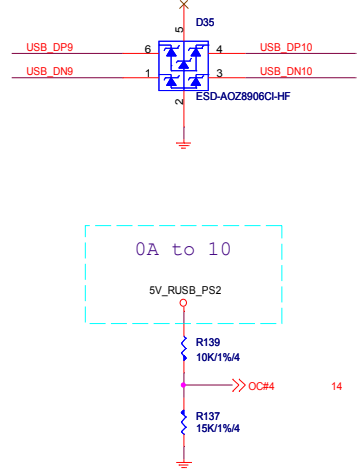 D35
5
USB_DP9 6 4 USB_DP10
USB_DN9 1 3 USB_DN10
2 ESD-AOZ8906CI-HF
0A to 10
5V_RUSB_PS2
R139
10K/1%/4
OC#4 14
R137
15K/1%/4